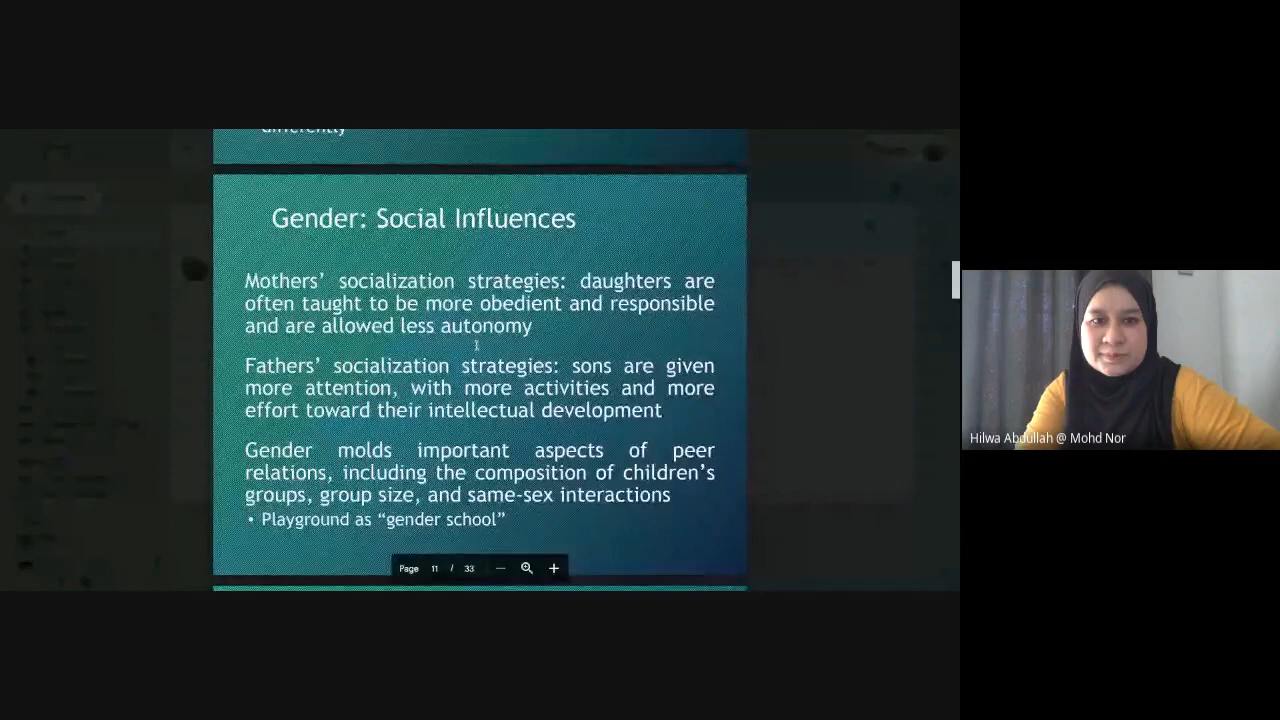 differently
Gender: Social Influences
Mothers’ socialization strategies: daughters are
often taught to be more obedient and responsible
and are allowed less autonomy
Fathers’ socialization strategies: sons are given
more attention, with more activities and more
effort toward their intellectual development
Gender molds important aspects of peer
relations, including the composition of children’s
groups, group size, and same-sex interactions
• Playground as “gender school”
Page 11 / 33
Hilwa Abdullah @ Mohd Nor